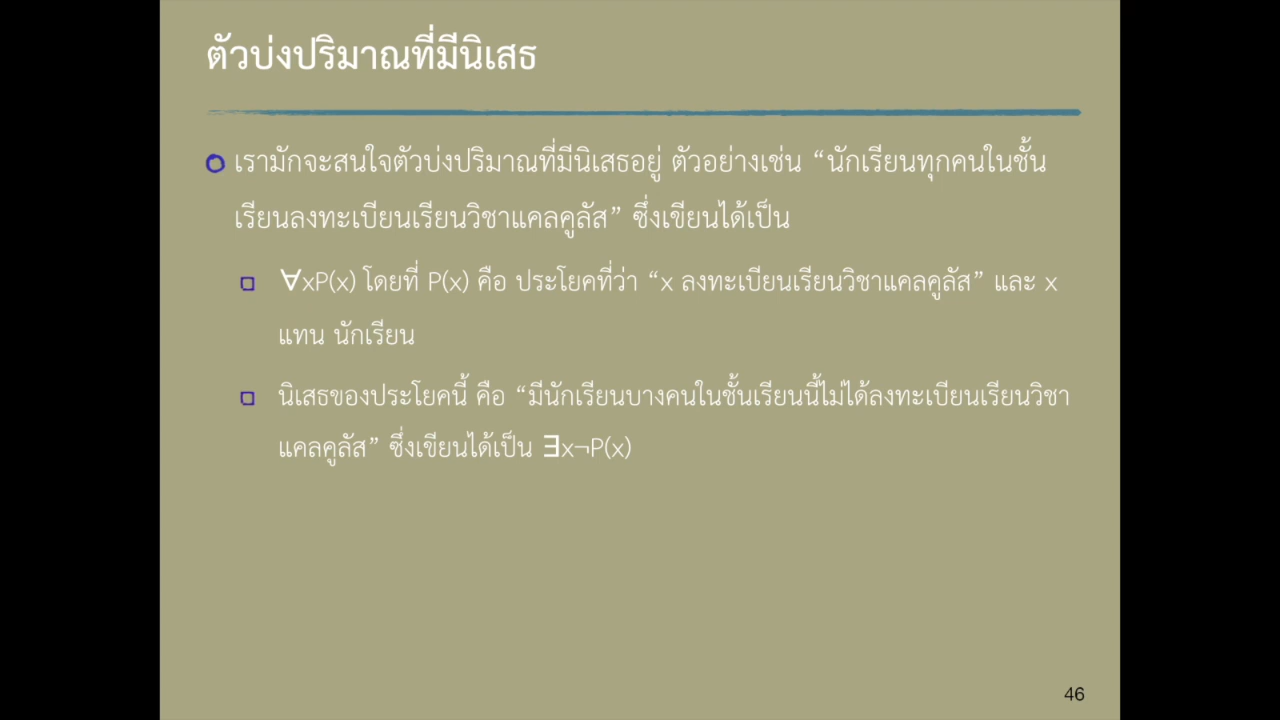 ตัวบ่งปริมาณที่มีนิเสธ
เรามักจะสนใจตัวบ่งปริมาณที่มีนิเสธอยู่ ตัวอย่างเช่น “นักเรียนทุกคนในชั้น
เรียนลงทะเบียนเรียนวิชาแคลคูลัส” ซึ่งเขียนได้เป็น
∀xP(x) โดยที่ P(x) คือ ประโยคที่ว่า “x ลงทะเบียนเรียนวิชาแคลคูลัส” และ x
แทน นักเรียน
นิเสธของประโยคนี้ คือ “มีนักเรียนบางคนในชั้นเรียนนี้ไม่ได้ลงทะเบียนเรียนวิชา
แคลคูลัส” ซึ่งเขียนได้เป็น ∃x¬P(x)
46